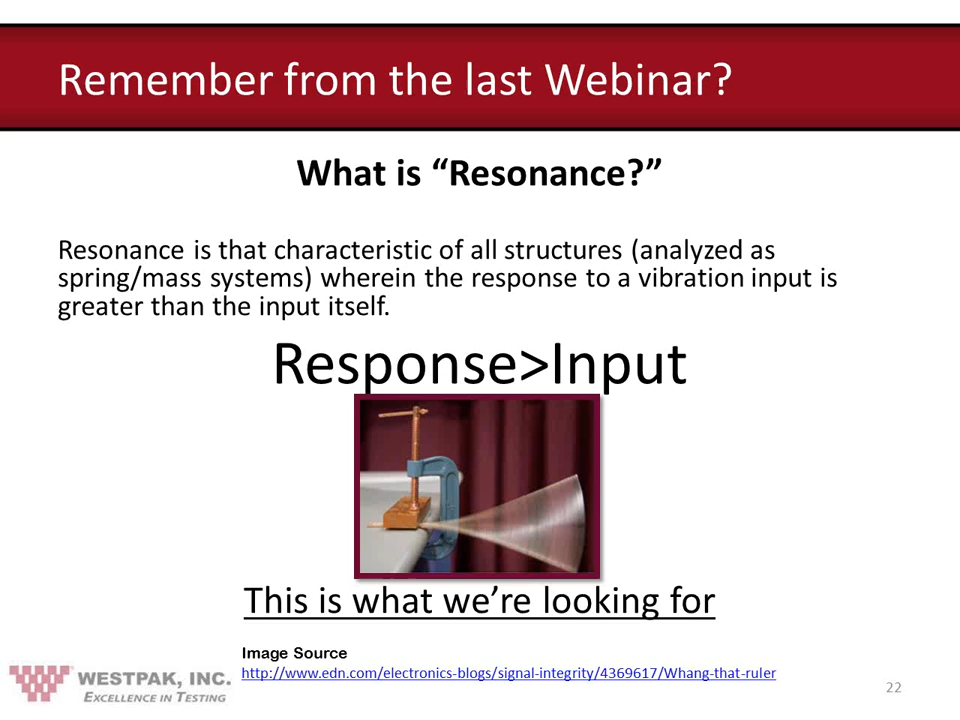 Remember from the last Webinar?
What is “Resonance?”
Resonance is that characteristic of all structures (analyzed as
spring/mass systems) wherein the response to a vibration input is
greater than the input itself.
Response>Input
This is what we’re looking for
Image Source
http://www.edn.com/electronics-blogs/signal-integrity/4369617/Whang-that-ruler
WESTPAK, INC.
EXCELLENCE IN TESTING
22